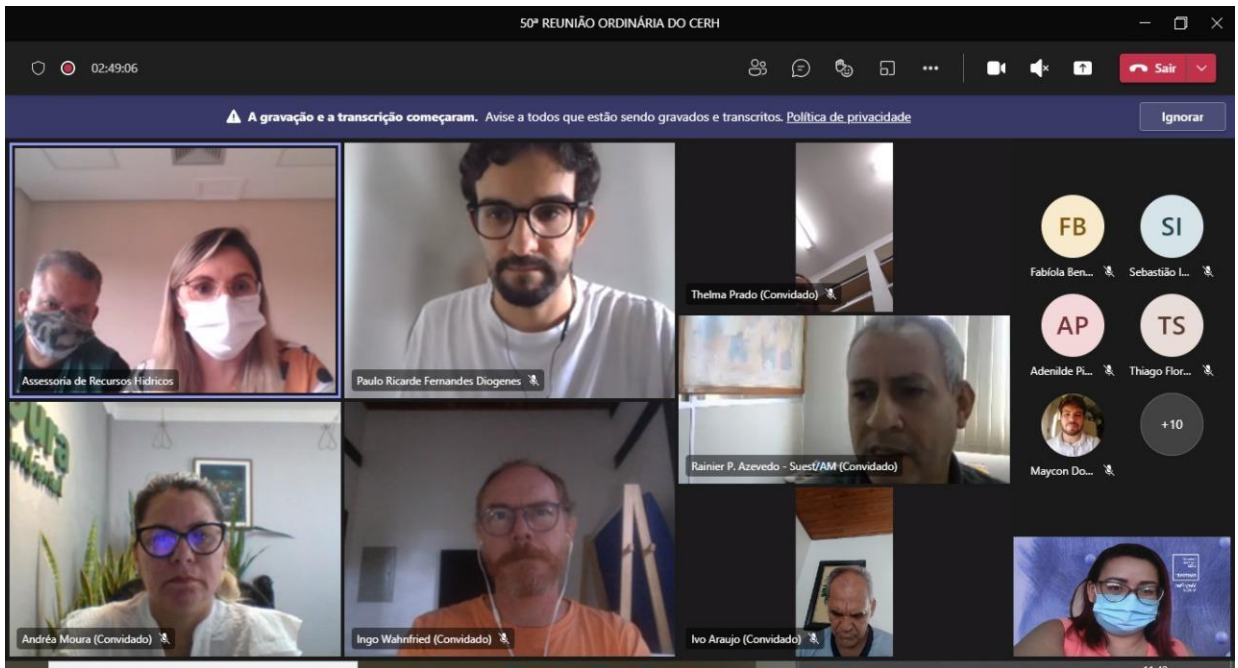 50ª REUNIÃO ORDINÁRIA DO CERH
02:49:06
Sair
A gravação e a transcrição começaram. Avise a todos que estão sendo gravados e transcritos. Política de privacidade
Ignorar
Assessoria de Recursos Hídricos
Paulo Ricarde Fernandes Diogenes
Thelma Prado (Convidado)
FB
SI
Fabíola Ben...
Sebastião I...
AP
TS
Adenilde Pi...
Thiago Flor...
Rainier P. Azevedo - Suest/AM (Convidado)
+10
Maycon Do...
Andréa Moura (Convidado)
Ingo Wahnfried (Convidado)
Ivo Araujo (Convidado)